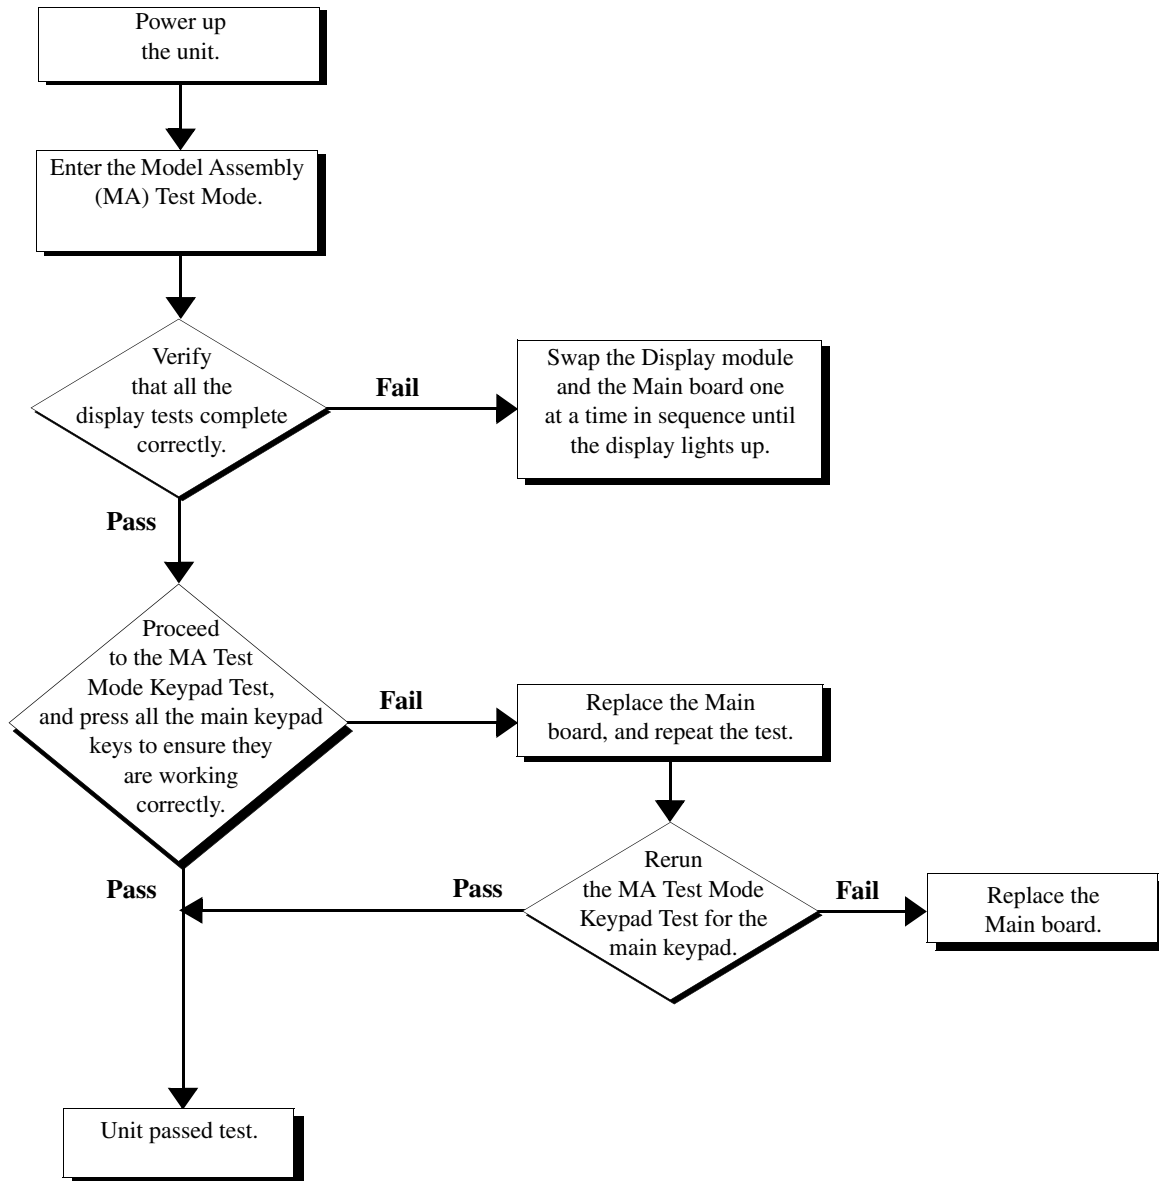 Power up
the unit.
Enter the Model Assembly
(MA) Test Mode.
Verify
that all the
display tests complete
correctly.
Fail
Swap the Display module
and the Main board one
at a time in sequence until
the display lights up.
Pass
Proceed
to the MA Test
Mode Keypad Test,
and press all the main keypad
keys to ensure they
are working
correctly.
Fail
Replace the Main
board, and repeat the test.
Pass
Pass
Rerun
the MA Test Mode
Keypad Test for the
main keypad.
Fail
Replace the
Main board.
Unit passed test.